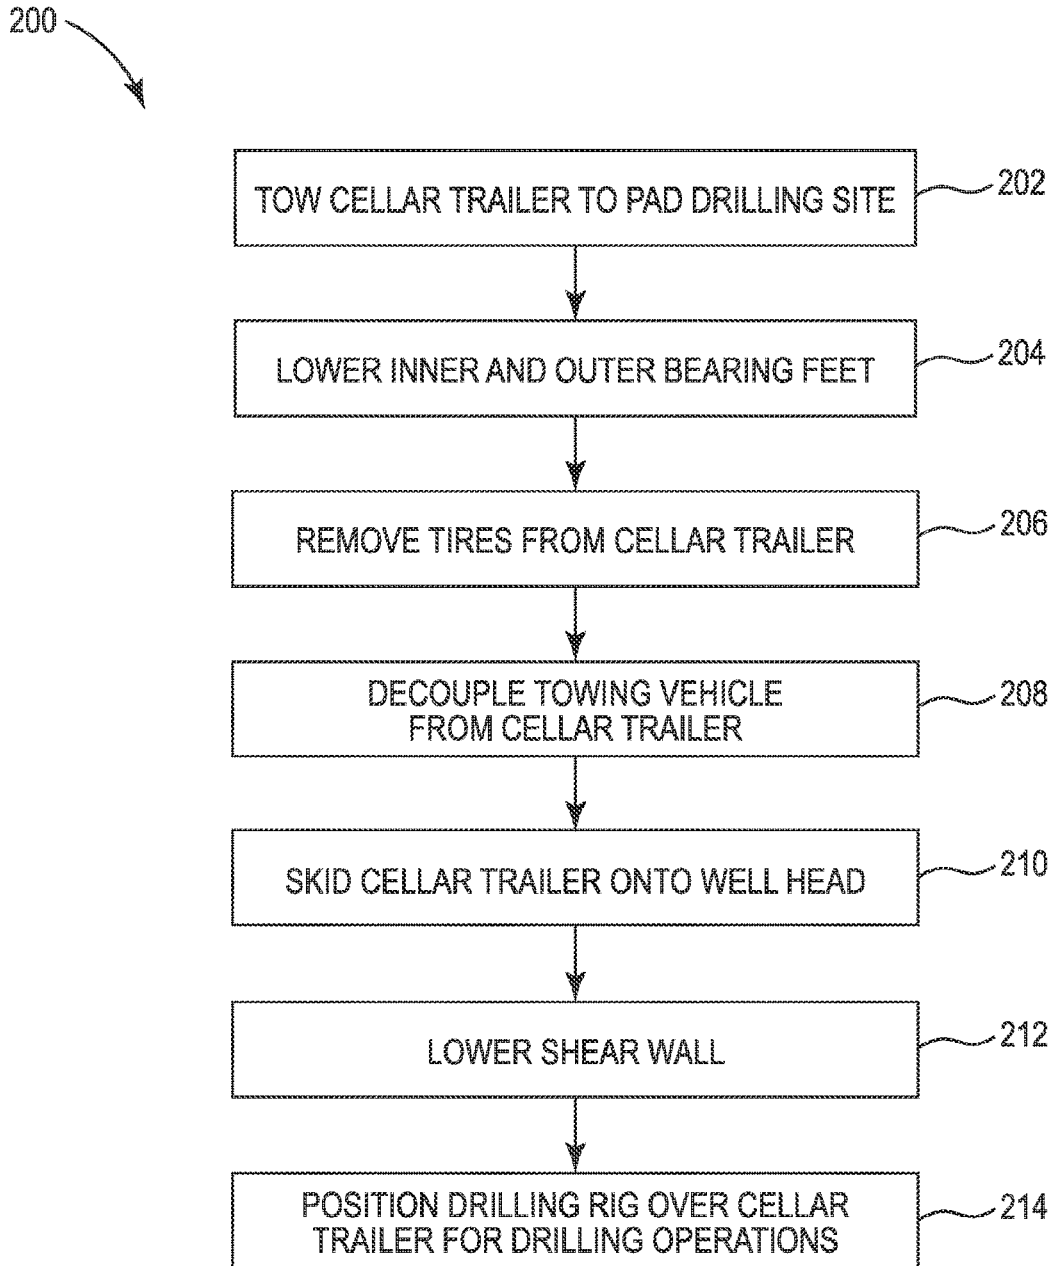 200
TOW CELLAR TRAILER TO PAD DRILLING SITE
202
LOWER INNER AND OUTER BEARING FEET
204
REMOVE TIRES FROM CELLAR TRAILER
206
DECOUPLE TOWING VEHICLE
FROM CELLAR TRAILER
208
SKID CELLAR TRAILER ONTO WELL HEAD
210
LOWER SHEAR WALL
212
POSITION DRILLING RIG OVER CELLAR
TRAILER FOR DRILLING OPERATIONS
214